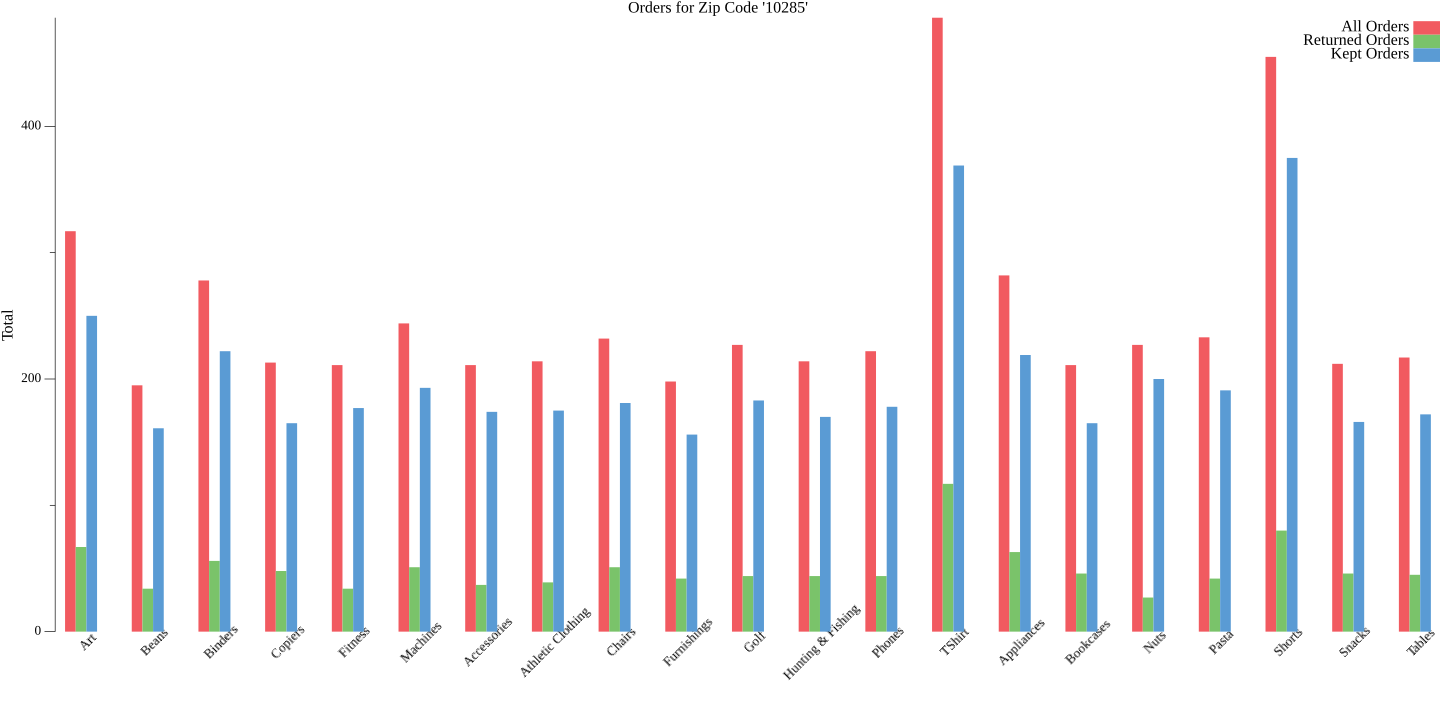 Orders for Zip Code '10285'
All Orders
Returned Orders
Kept Orders
Total
400
200
0
Art
Beans
Binders
Copiers
Fitness
Machines
Accessories
Athletic Clothing
Chairs
Furnishings
Golf
Hunting & Fishing
Phones
TShirt
Appliances
Bookcases
Nuts
Pasta
Shorts
Snacks
Tables